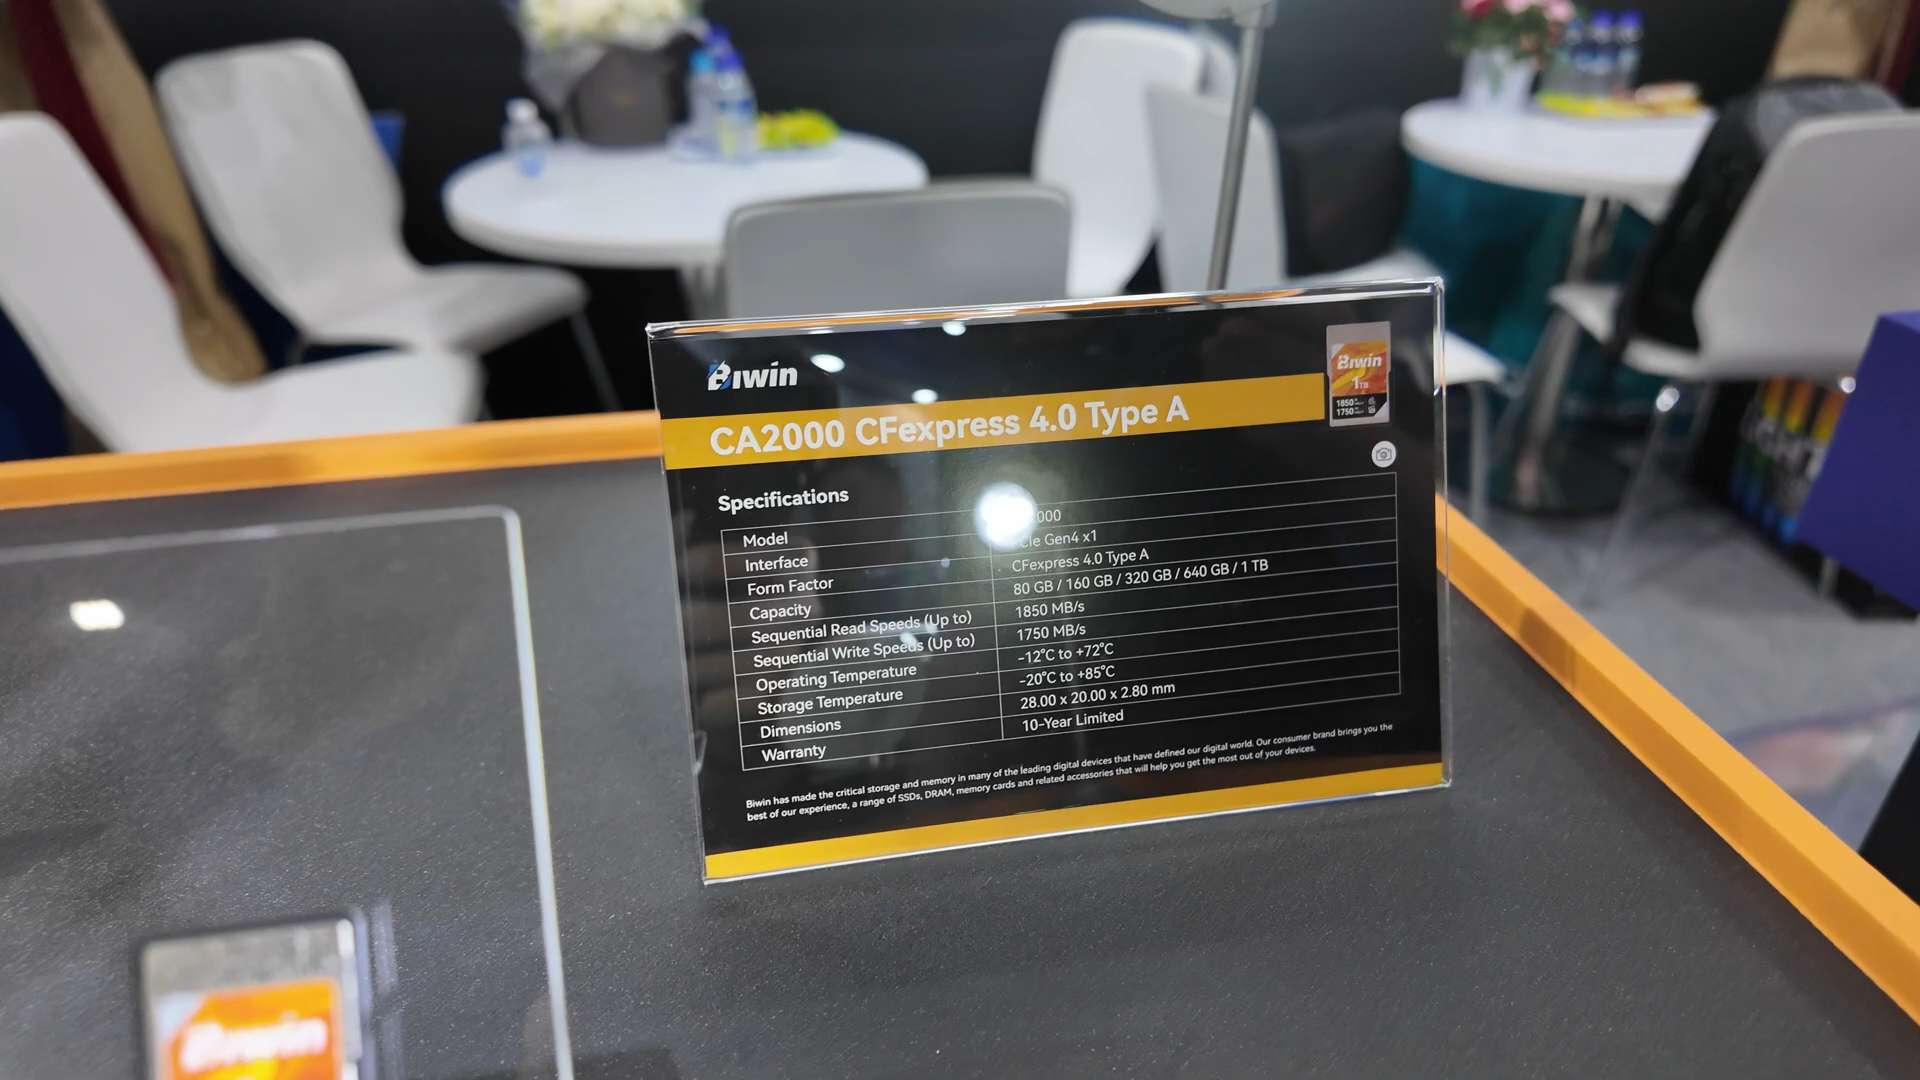 Biwin
CA2000 CFexpress 4.0 Type A
Biwin
1TB
1850
1750
Specifications
Model 000
Interface Ie Gen4 x1
Form Factor CFexpress 4.0 Type A
Capacity 80 GB / 160 GB / 320 GB / 640 GB / 1 TB
Sequential Read Speeds (Up to) 1850 MB/s
Sequential Write Speeds (Up to) 1750 MB/s
Operating Temperature -12°C to +72°C
Storage Temperature -20°C to +85°C
Dimensions 28.00 x 20.00 x 2.80 mm
Warranty 10-Year Limited
Biwin has made the critical storage and memory in many of the leading digital devices that have defined our digital world. Our consumer brand brings you the
best of our experience, a range of SSDs, DRAM, memory cards and related accessories that will help you get the most out of your devices.
Biwin